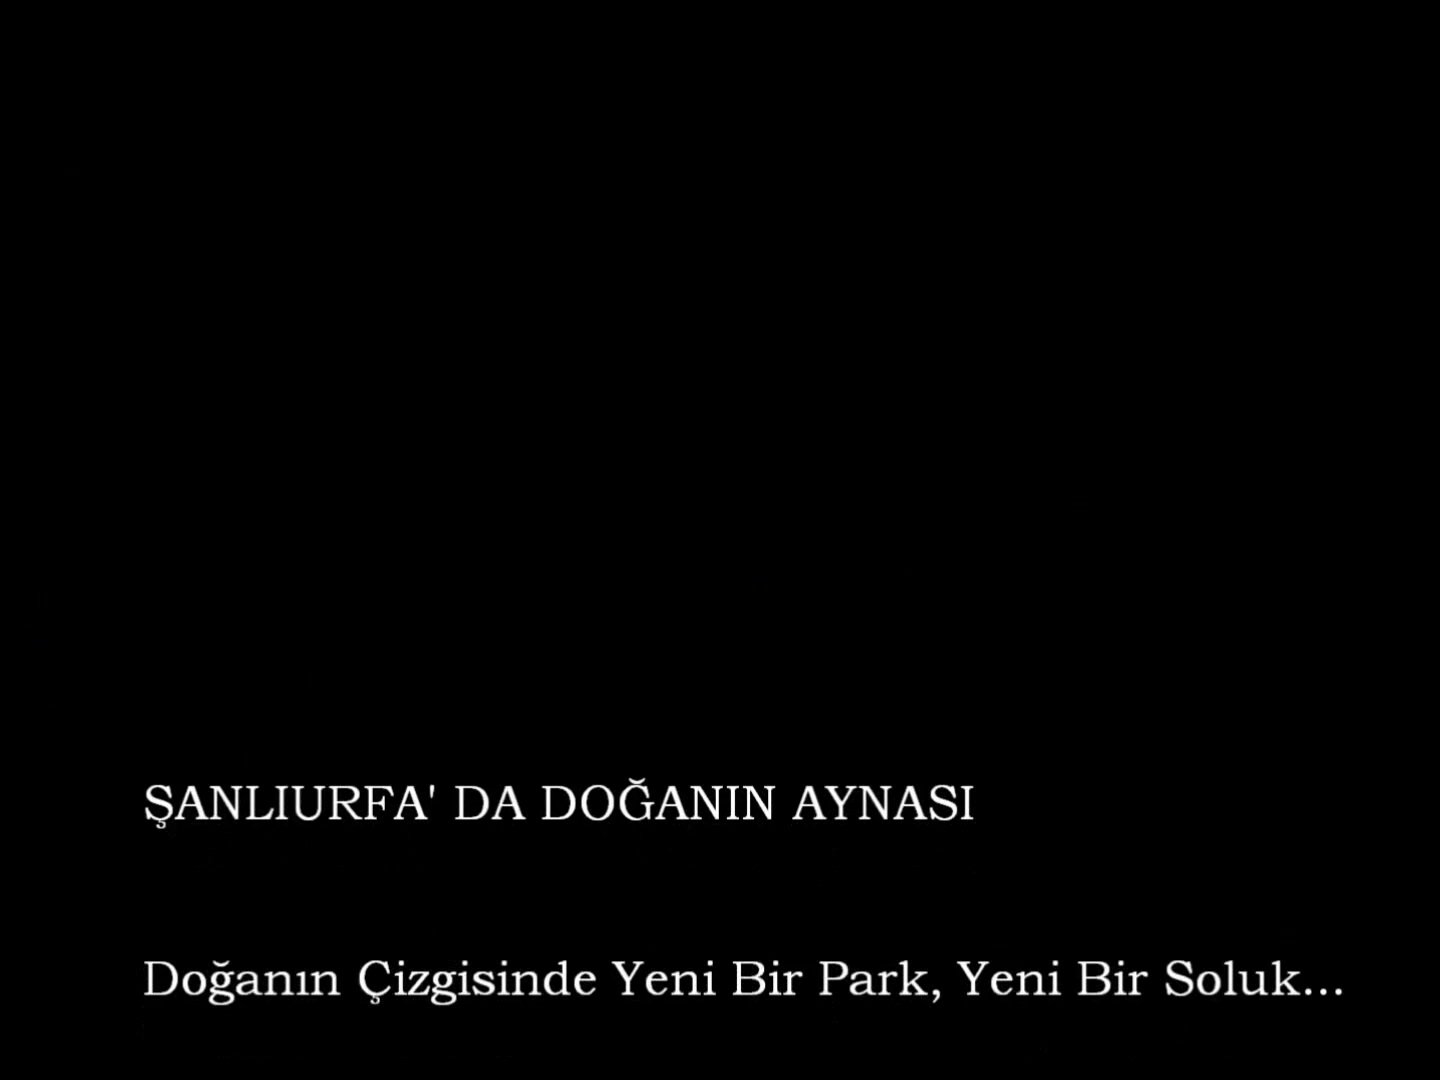 ŞANLIURFA' DA DOĞANIN AYNASI
Doğanın Çizgisinde Yeni Bir Park, Yeni Bir Soluk...